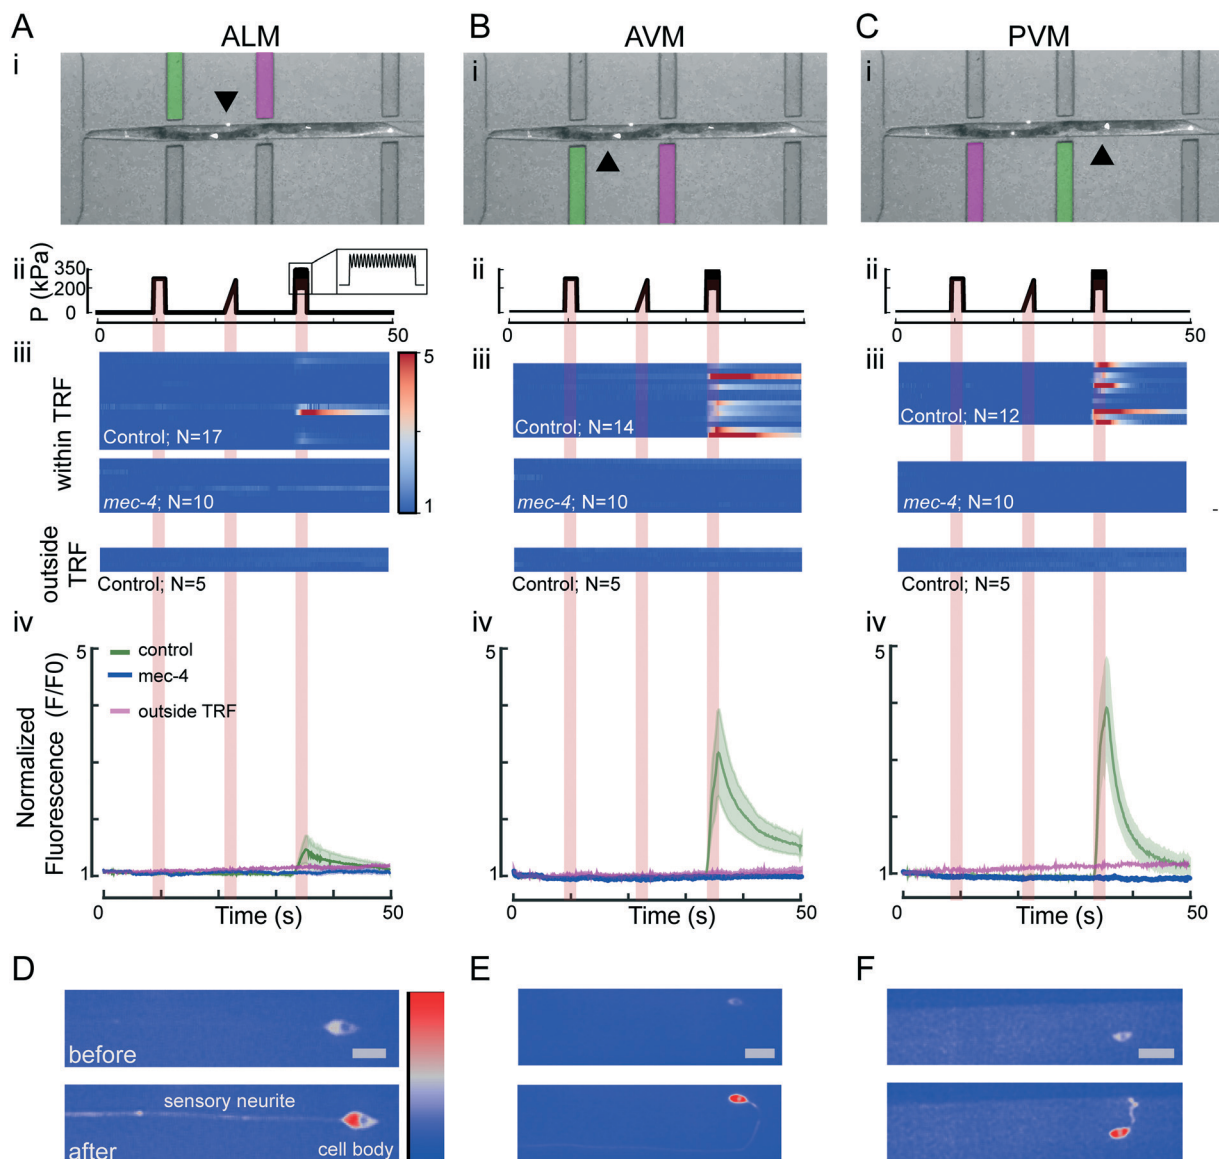 A
ALM
B
AVM
C
PVM
i
i
i
ii
P (kPa)
350
200
0
0
50
ii
0
ii
0
50
iii
within TRF
Control; N=17
5
1
mec-4; N=10
outside
TRF
Control; N=5
iii
Control; N=14
mec-4; N=10
Control; N=5
iii
Control; N=12
mec-4; N=10
Control; N=5
iv
Normalized
Fluorescence (F/F0)
5
1
control
mec-4
outside TRF
0
Time (s)
50
iv
5
1
0
Time (s)
50
iv
5
1
0
Time (s)
50
D
before
sensory neurite
after
cell body
E
F